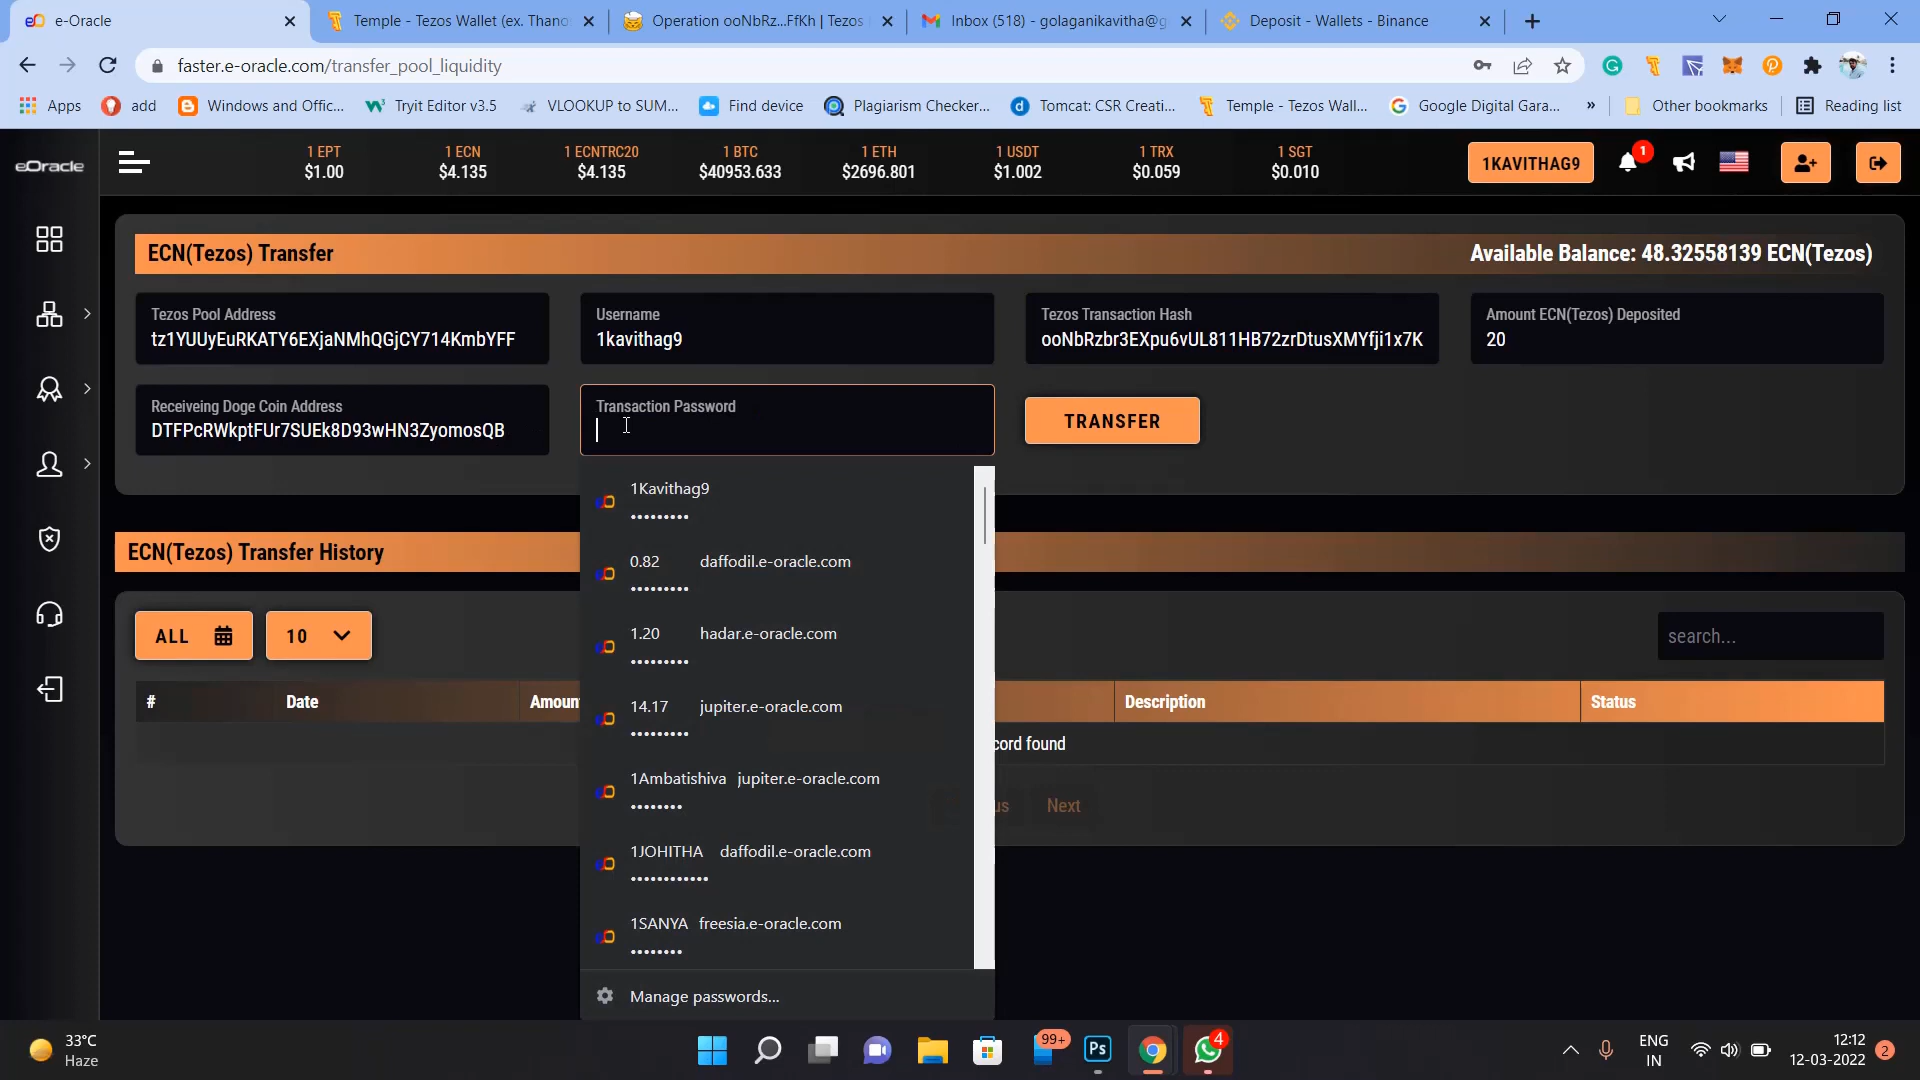 e-Oracle
Temple - Tezos Wallet (ex. Thano
Operation ooNbRz...FfKh | Tezos
Inbox (518) - golaganikavitha@g
Deposit - Wallets - Binance
faster.e-oracle.com/transfer_pool_liquidity
Apps
add
Windows and Offic...
Tryit Editor v3.5
VLOOKUP to SUM...
Find device
Plagiarism Checker...
Tomcat: CSR Creati...
Temple - Tezos Wall...
Google Digital Gara...
»
Other bookmarks
Reading list
eOracle
1 EPT
$1.00
1 ECN
$4.135
1 ECNTRC20
$4.135
1 BTC
$40953.633
1 ETH
$2696.801
1 USDT
$1.002
1 TRX
$0.059
1 SGT
$0.010
1KAVITHAG9
1
ECN(Tezos) Transfer
Available Balance: 48.32558139 ECN(Tezos)
Tezos Pool Address
tz1YUUyEuRKATY6EXjaNMhQGjCY714KmbYFF
Username
1kavithag9
Tezos Transaction Hash
ooNbRzbr3EXpu6vUL811HB72zrDtusXMYfji1x7K
Amount ECN(Tezos) Deposited
20
Receiveing Doge Coin Address
DTFPcRWkptFUr7SUEk8D93wHN3ZyomosQB
Transaction Password
TRANSFER
1Kavithag9
•••••••••
0.82 daffodil.e-oracle.com
•••••••••
1.20 hadar.e-oracle.com
•••••••••
14.17 jupiter.e-oracle.com
•••••••••
1Ambatishiva jupiter.e-oracle.com
••••••••
1JOHITHA daffodil.e-oracle.com
••••••••••••
1SANYA freesia.e-oracle.com
••••••••
Manage passwords...
ECN(Tezos) Transfer History
ALL
10
search...
#
Date
Amoun
Description
Status
cord found
us
Next
33°C
Haze
99+
Ps
4
ENG
IN
12:12
12-03-2022
2